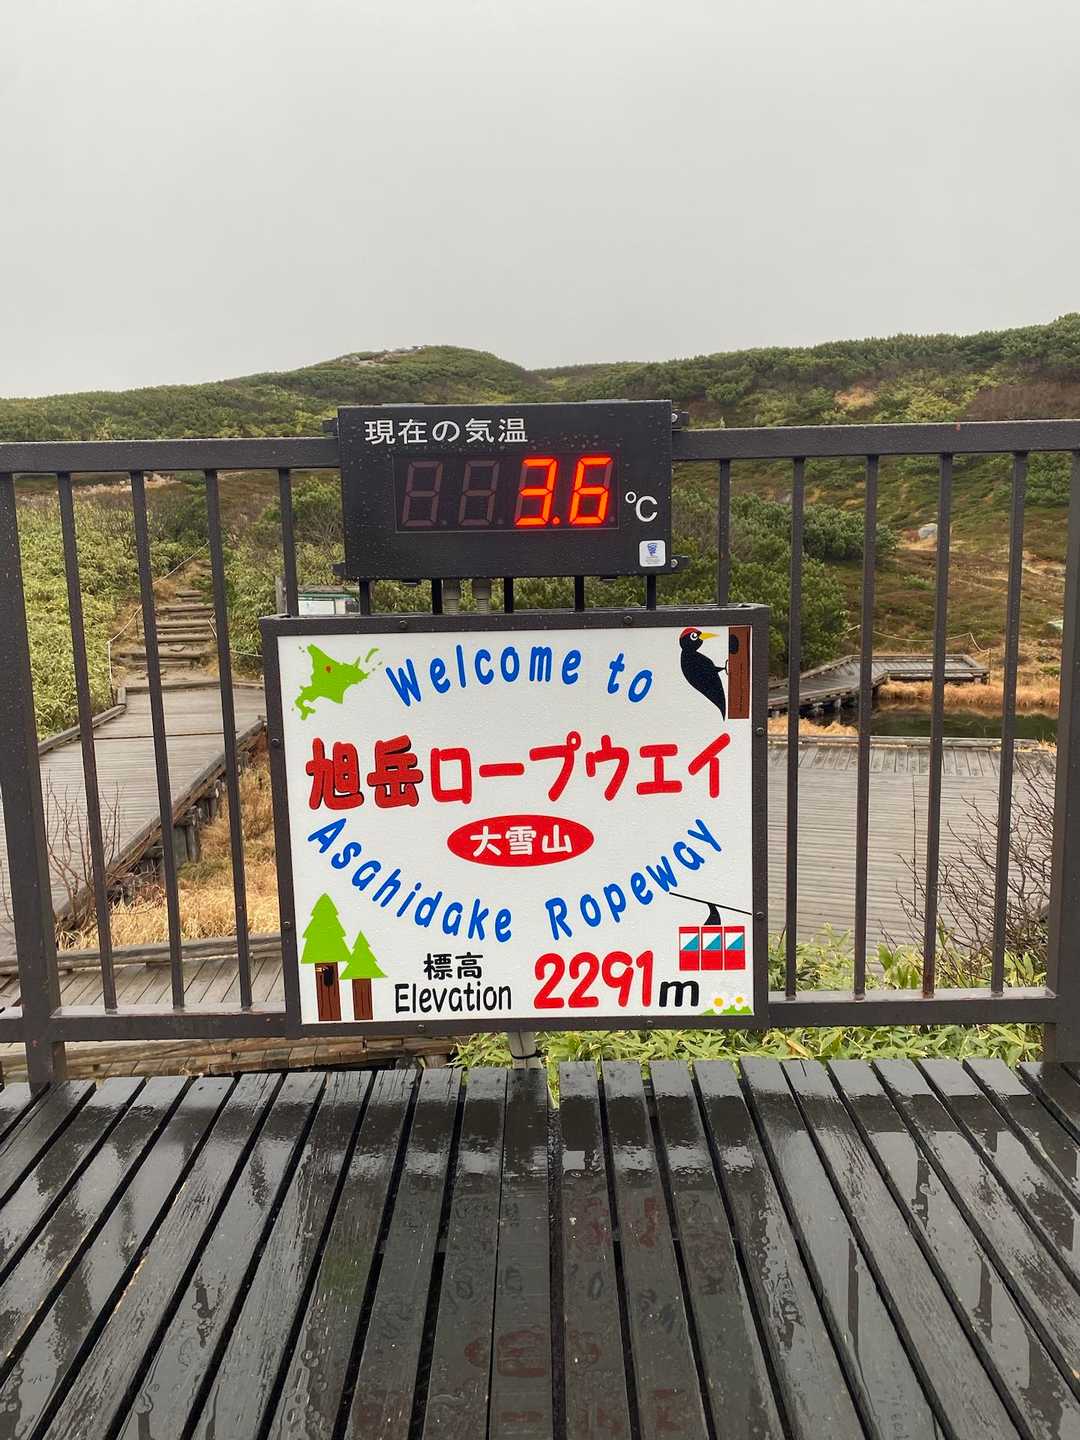 現在の気温
3.6 ℃
Welcome to
旭岳ロープウエイ
大雪山
Asahidake Ropeway
標高
Elevation 2291m